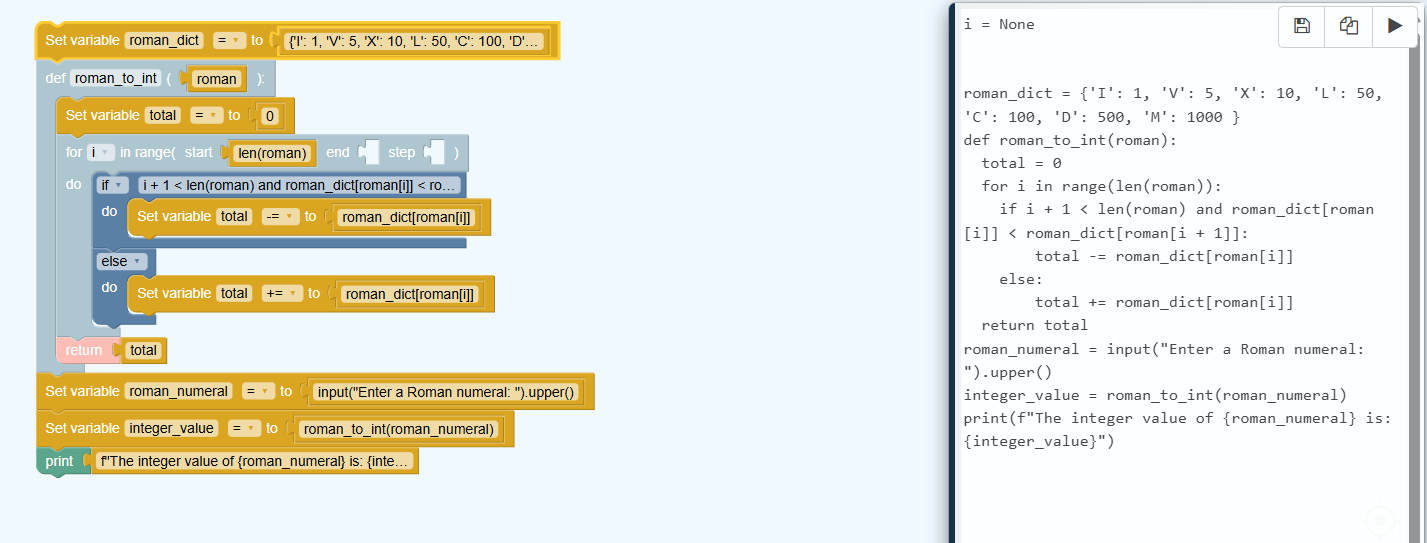 Set variable roman_dict = to {'I': 1, 'V': 5, 'X': 10, 'L': 50, 'C': 100, 'D'...
def roman_to_int ( roman ):
Set variable total = to 0
for i in range( start len(roman) end step )
do if i + 1 < len(roman) and roman_dict[roman[i]] < ro...
do Set variable total -= to roman_dict[roman[i]]
else
do Set variable total += to roman_dict[roman[i]]
return total
Set variable roman_numeral = to input("Enter a Roman numeral: ").upper()
Set variable integer_value = to roman_to_int(roman_numeral)
print f"The integer value of {roman_numeral} is: {inte...
i = None
roman_dict = {'I': 1, 'V': 5, 'X': 10, 'L': 50,
'C': 100, 'D': 500, 'M': 1000 }
def roman_to_int(roman):
  total = 0
  for i in range(len(roman)):
    if i + 1 < len(roman) and roman_dict[roman
[i]] < roman_dict[roman[i + 1]]:
        total -= roman_dict[roman[i]]
    else:
        total += roman_dict[roman[i]]
  return total
roman_numeral = input("Enter a Roman numeral:
").upper()
integer_value = roman_to_int(roman_numeral)
print(f"The integer value of {roman_numeral} is:
{integer_value}")